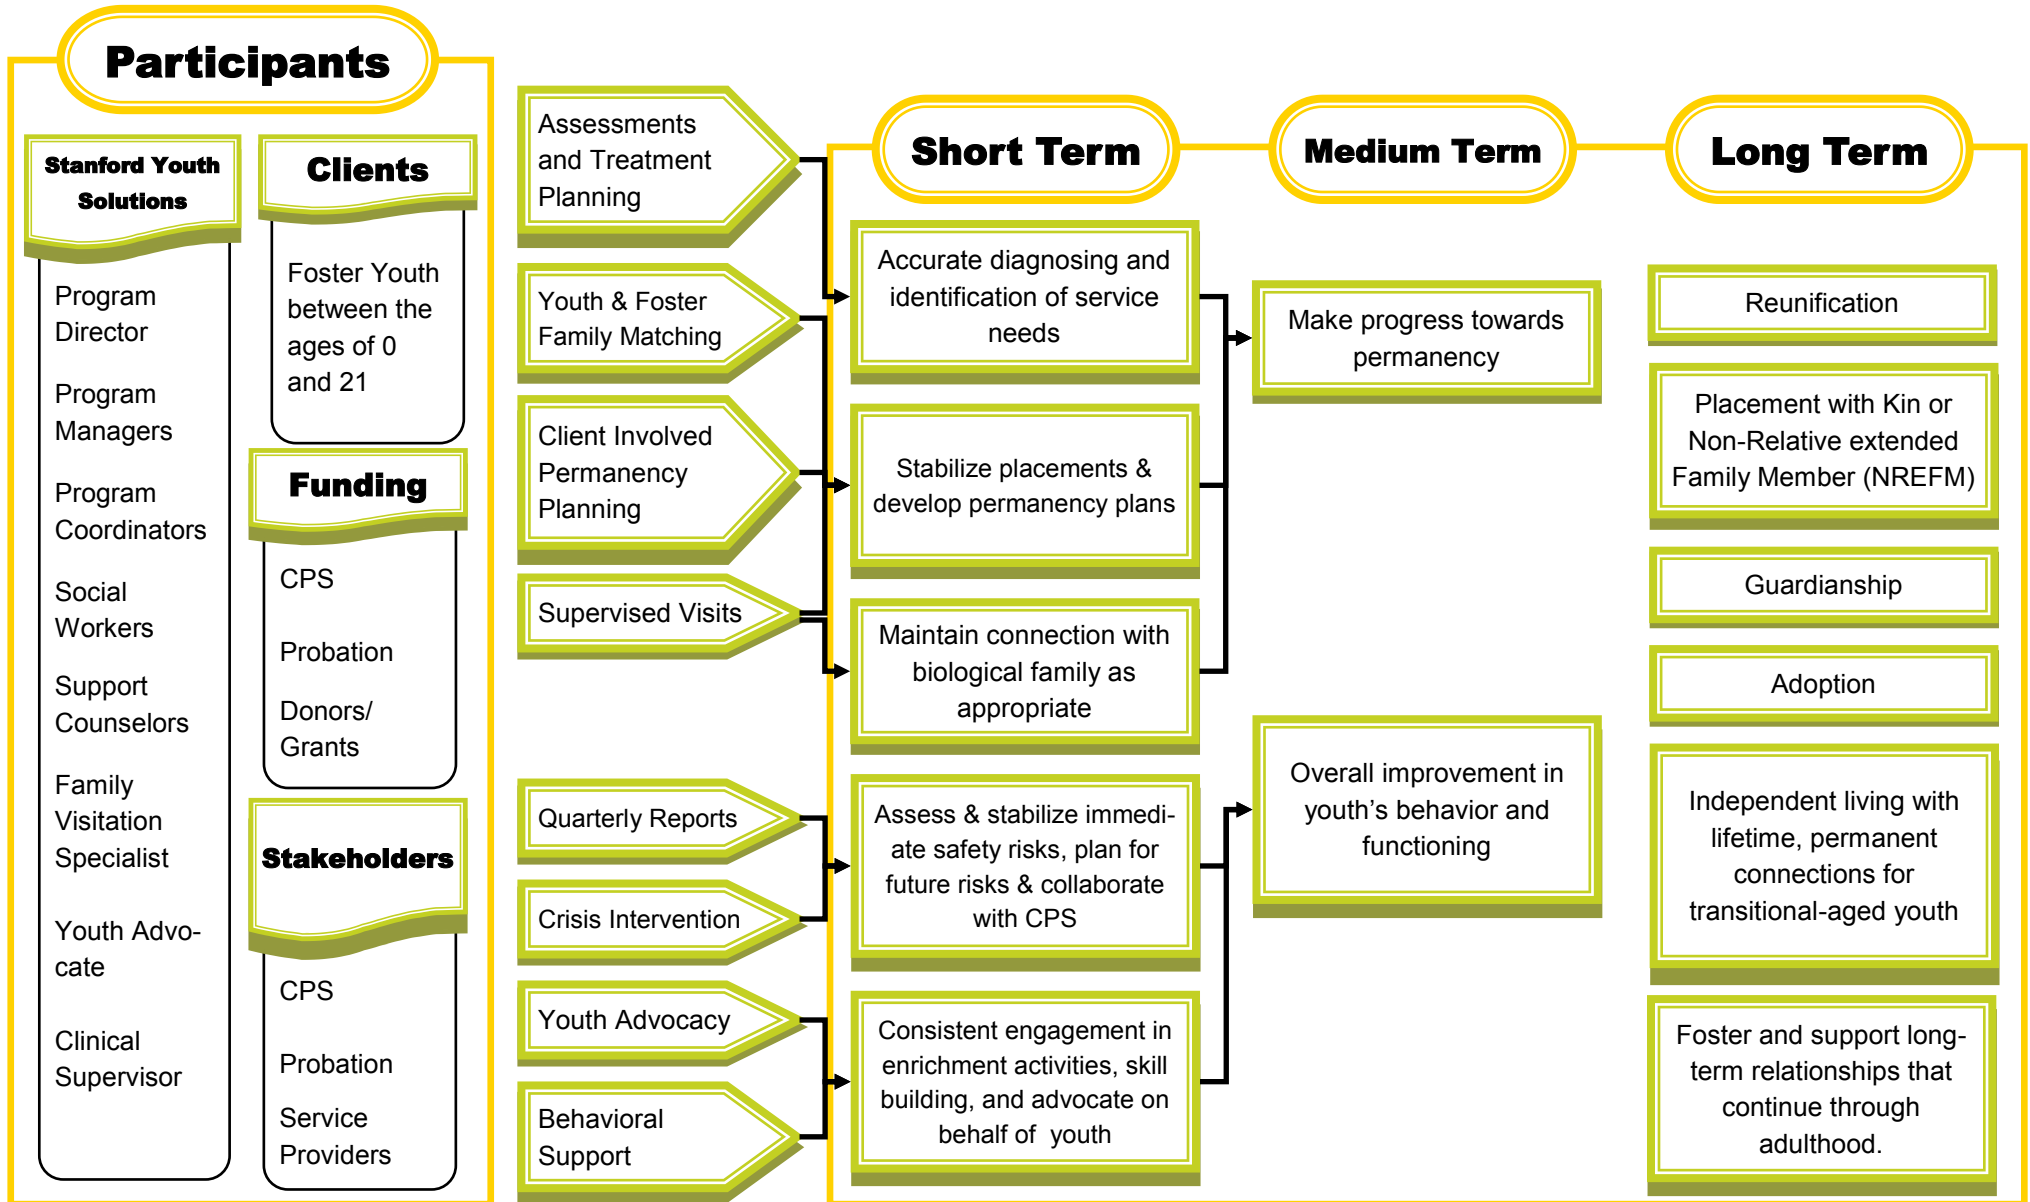 Participants
Stanford Youth
Solutions
Program
Director
Program
Managers
Program
Coordinators
Social
Workers
Support
Counselors
Family
Visitation
Specialist
Youth Advo-
cate
Clinical
Supervisor
Clients
Foster Youth
between the
ages of 0
and 21
Funding
CPS
Probation
Donors/
Grants
Stakeholders
CPS
Probation
Service
Providers
Assessments
and Treatment
Planning
Youth & Foster
Family Matching
Client Involved
Permanency
Planning
Supervised Visits
Quarterly Reports
Crisis Intervention
Youth Advocacy
Behavioral
Support
Short Term
Accurate diagnosing and
identification of service
needs
Stabilize placements &
develop permanency plans
Maintain connection with
biological family as
appropriate
Assess & stabilize immedi-
ate safety risks, plan for
future risks & collaborate
with CPS
Consistent engagement in
enrichment activities, skill
building, and advocate on
behalf of  youth
Medium Term
Make progress towards
permanency
Overall improvement in
youth’s behavior and
functioning
Long Term
Reunification
Placement with Kin or
Non-Relative extended
Family Member (NREFM)
Guardianship
Adoption
Independent living with
lifetime, permanent
connections for
transitional-aged youth
Foster and support long-
term relationships that
continue through
adulthood.